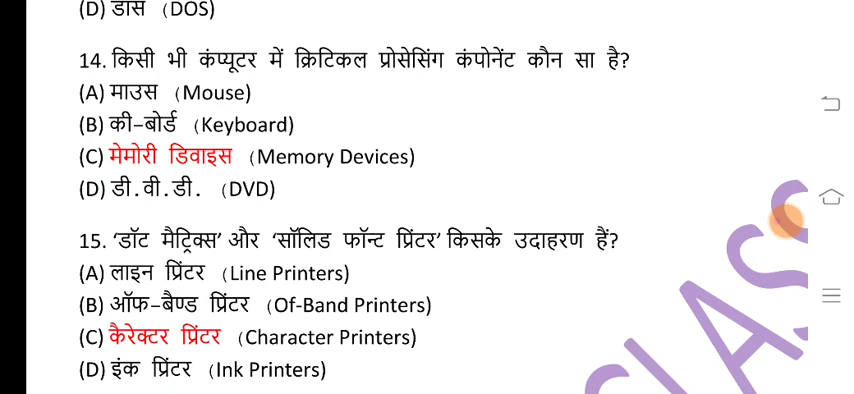 (D) डॉस (DOS)
14. किसी भी कंप्यूटर में क्रिटिकल प्रोसेसिंग कंपोनेंट कौन सा है?
(A) माउस (Mouse)
(B) की-बोर्ड (Keyboard)
(C) मेमोरी डिवाइस (Memory Devices)
(D) डी.वी.डी. (DVD)
15. ‘डॉट मैट्रिक्स’ और ‘सॉलिड फॉन्ट प्रिंटर’ किसके उदाहरण हैं?
(A) लाइन प्रिंटर (Line Printers)
(B) ऑफ-बैण्ड प्रिंटर (Of-Band Printers)
(C) कैरेक्टर प्रिंटर (Character Printers)
(D) इंक प्रिंटर (Ink Printers)